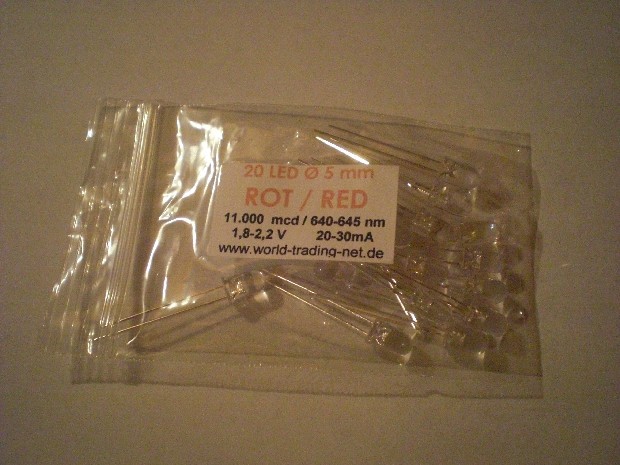 20 LED Ø 5 mm
ROT / RED
11.000 mcd / 640-645 nm
1,8-2,2 V 20-30mA
www.world-trading-net.de